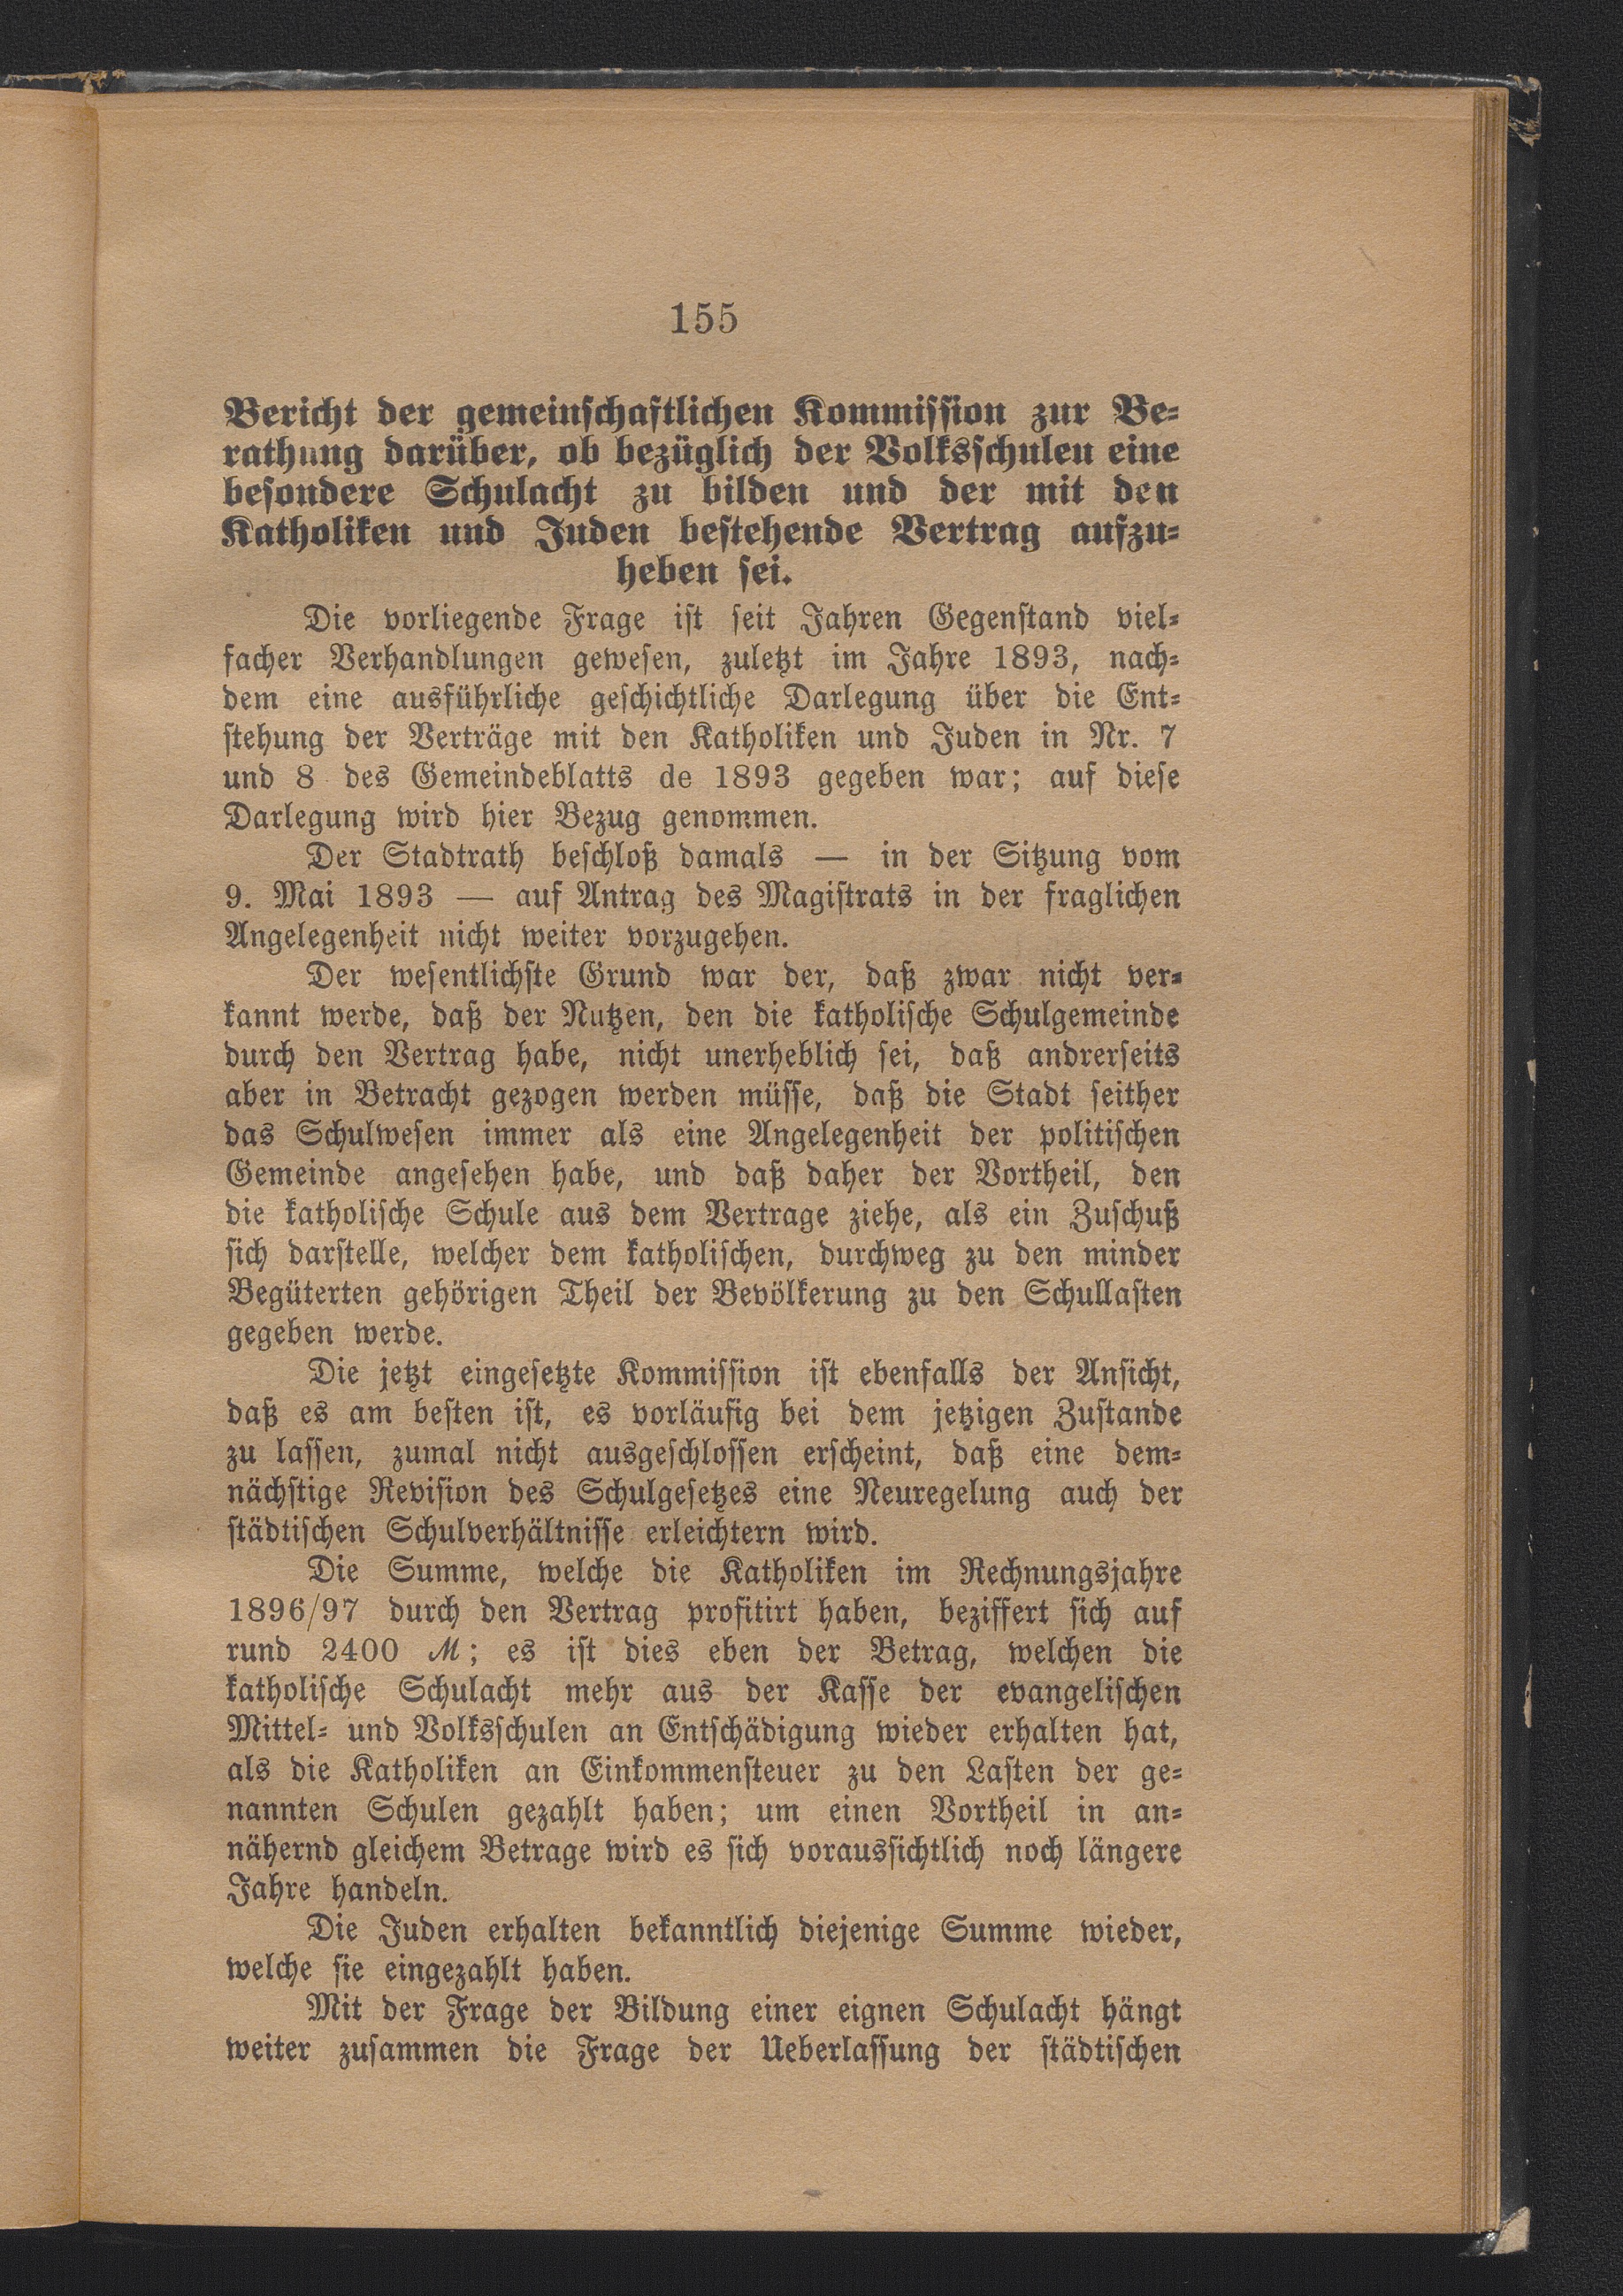 155
Bericht der gemeinschaftlichen Kommission zur Be-
rathung darüber, ob bezüglich der Volksschulen eine
besondere Schulacht zu bilden und der mit den
Katholiken und Juden bestehende Vertrag aufzu-
heben sei.
Die vorliegende Frage ist seit Jahren Gegenstand viel-
facher Verhandlungen gewesen, zuletzt im Jahre 1893, nach-
dem eine ausführliche geschichtliche Darlegung über die Ent-
stehung der Verträge mit den Katholiken und Juden in Nr. 7
und 8 des Gemeindeblatts de 1893 gegeben war; auf diese
Darlegung wird hier Bezug genommen.
Der Stadtrath beschloß damals — in der Sitzung vom
9. Mai 1893 — auf Antrag des Magistrats in der fraglichen
Angelegenheit nicht weiter vorzugehen.
Der wesentlichste Grund war der, daß zwar nicht ver-
kannt werde, daß der Nutzen, den die katholische Schulgemeinde
durch den Vertrag habe, nicht unerheblich sei, daß andrerseits
aber in Betracht gezogen werden müsse, daß die Stadt seither
das Schulwesen immer als eine Angelegenheit der politischen
Gemeinde angesehen habe, und daß daher der Vortheil, den
die katholische Schule aus dem Vertrage ziehe, als ein Zuschuß
sich darstelle, welcher dem katholischen, durchweg zu den minder
Begüterten gehörigen Theil der Bevölkerung zu den Schullasten
gegeben werde.
Die jetzt eingesetzte Kommission ist ebenfalls der Ansicht,
daß es am besten ist, es vorläufig bei dem jetzigen Zustande
zu lassen, zumal nicht ausgeschlossen erscheint, daß eine dem-
nächstige Revision des Schulgesetzes eine Neuregelung auch der
städtischen Schulverhältnisse erleichtern wird.
Die Summe, welche die Katholiken im Rechnungsjahre
1896/97 durch den Vertrag profitirt haben, beziffert sich auf
rund 2400 M; es ist dies eben der Betrag, welchen die
katholische Schulacht mehr aus der Kasse der evangelischen
Mittel- und Volksschulen an Entschädigung wieder erhalten hat,
als die Katholiken an Einkommensteuer zu den Lasten der ge-
nannten Schulen gezahlt haben; um einen Vortheil in an-
nähernd gleichem Betrage wird es sich voraussichtlich noch längere
Jahre handeln.
Die Juden erhalten bekanntlich diejenige Summe wieder,
welche sie eingezahlt haben.
Mit der Frage der Bildung einer eignen Schulacht hängt
weiter zusammen die Frage der Ueberlassung der städtischen